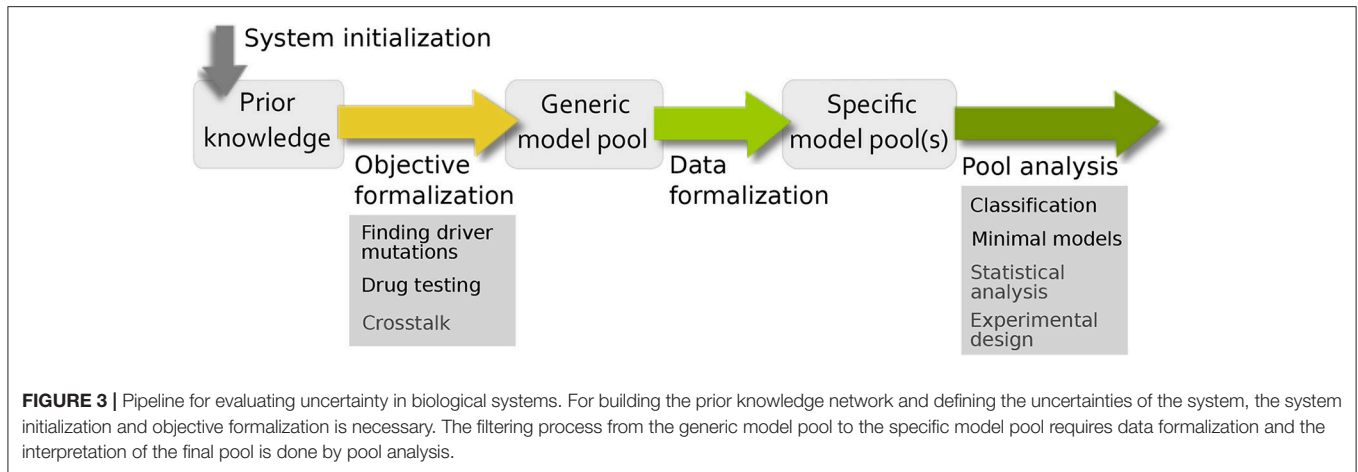 System initialization
Prior
knowledge
Generic
model pool
Specific
model pool(s)
Objective
formalization
Data
formalization
Pool analysis
Finding driver
mutations
Drug testing
Crosstalk
Classification
Minimal models
Statistical
analysis
Experimental
design
FIGURE 3 | Pipeline for evaluating uncertainty in biological systems. For building the prior knowledge network and defining the uncertainties of the system, the system
initialization and objective formalization is necessary. The filtering process from the generic model pool to the specific model pool requires data formalization and the
interpretation of the final pool is done by pool analysis.